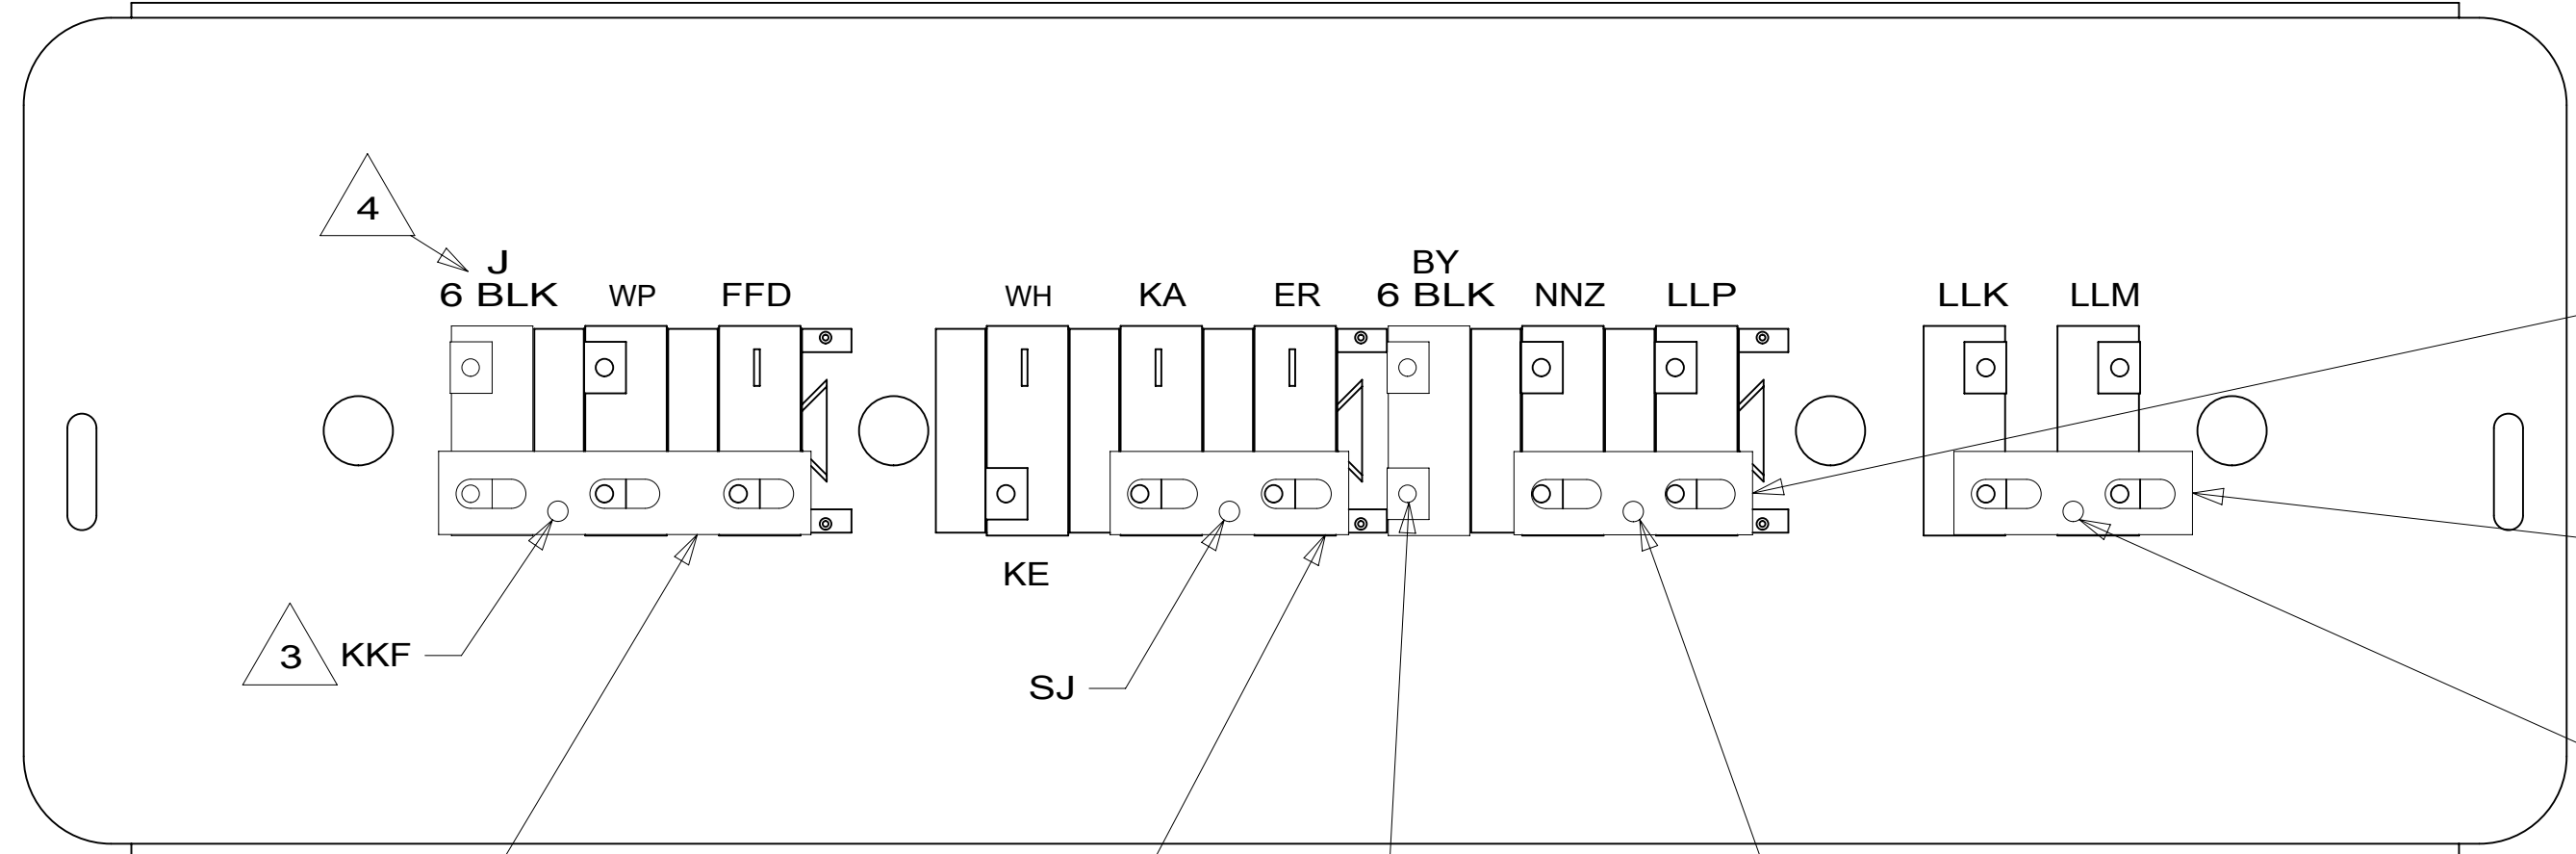 4
J
6 BLK WP FFD WH KA ER BY
6 BLK NNZ LLP LLK LLM
KE
3 KKF
SJ